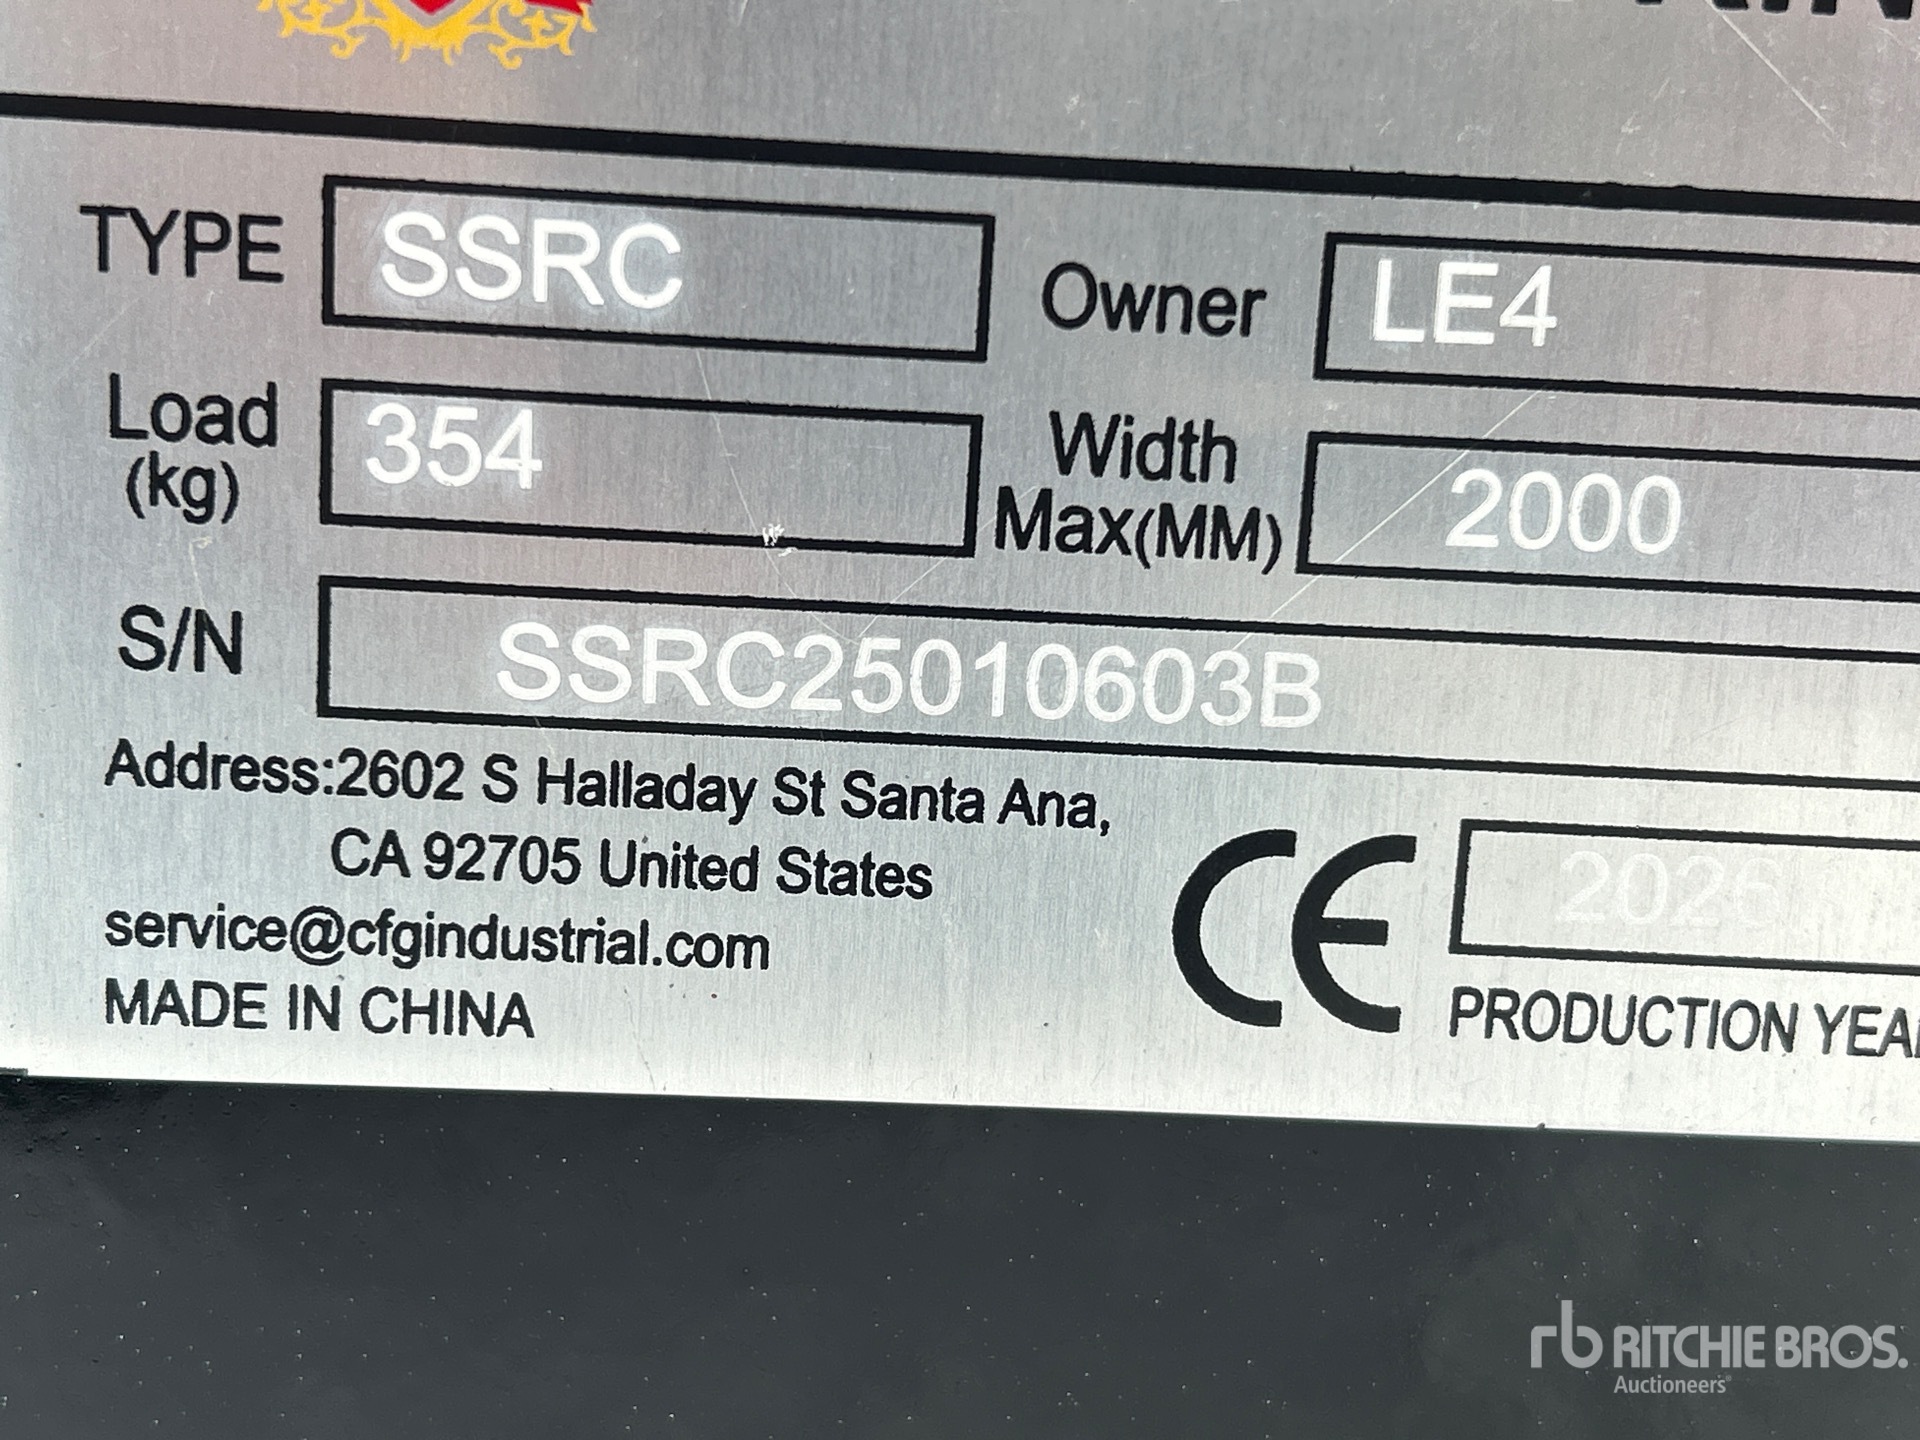 TYPE SSRC Owner LE4
Load (kg) 354 Width Max(MM) 2000
S/N SSRC25010603B
Address:2602 S Halladay St Santa Ana,
CA 92705 United States
service@cfgindustrial.com
MADE IN CHINA
CE
PRODUCTION YEA
rb RITCHIE BROS.
Auctioneers